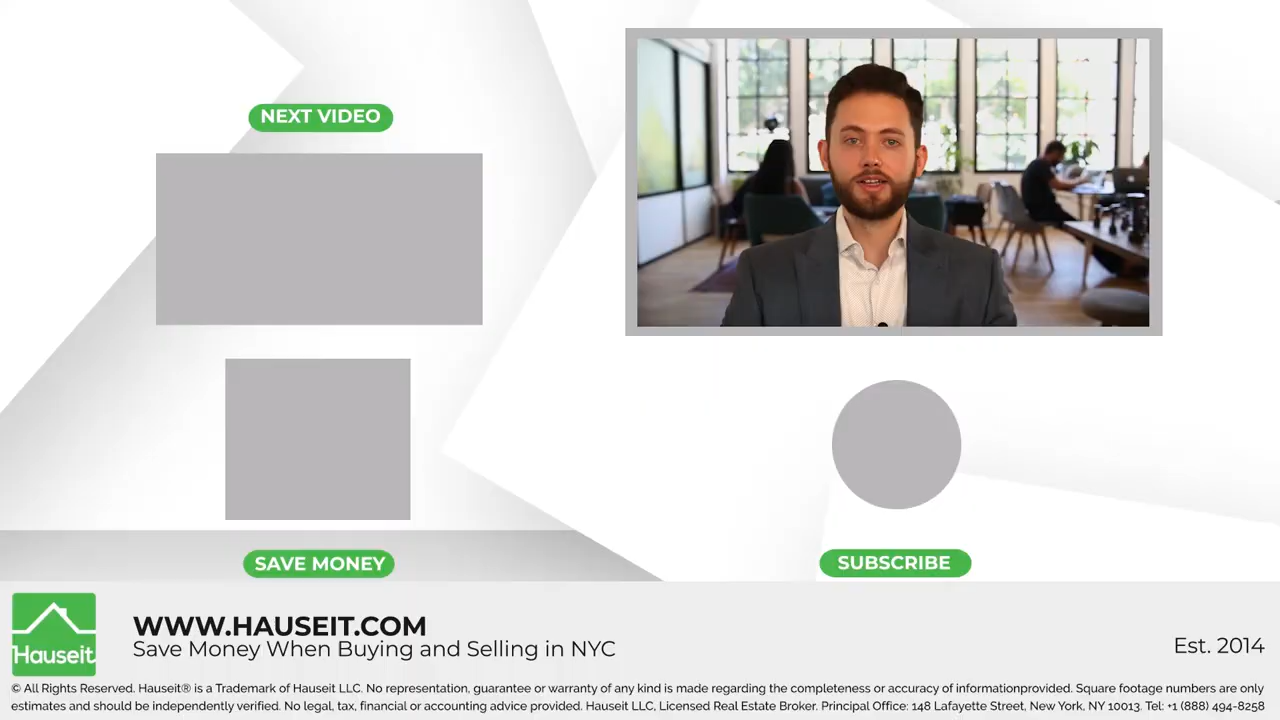 NEXT VIDEO
SAVE MONEY
SUBSCRIBE
Hauseit
WWW.HAUSEIT.COM
Save Money When Buying and Selling in NYC
Est. 2014
© All Rights Reserved. Hauseit® is a Trademark of Hauseit LLC. No representation, guarantee or warranty of any kind is made regarding the completeness or accuracy of informationprovided. Square footage numbers are only
estimates and should be independently verified. No legal, tax, financial or accounting advice provided. Hauseit LLC, Licensed Real Estate Broker. Principal Office: 148 Lafayette Street, New York, NY 10013. Tel: +1 (888) 494-8258